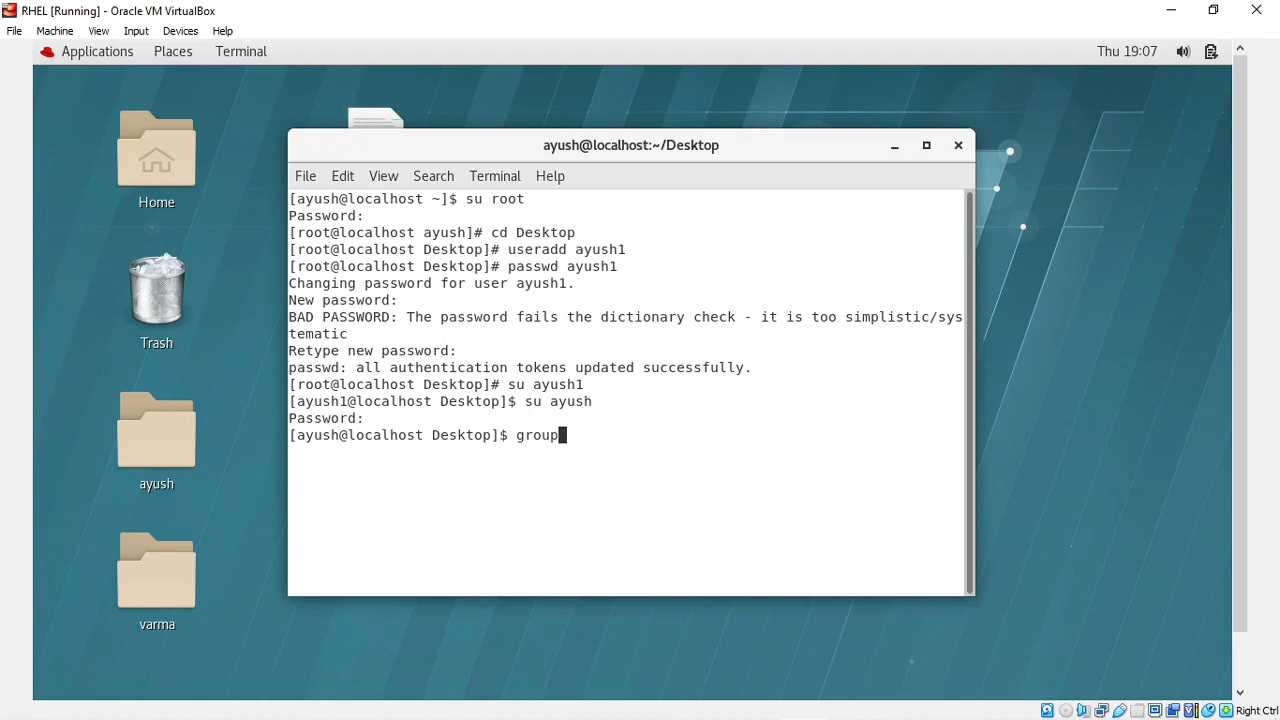 RHEL [Running] - Oracle VM VirtualBox
File Machine View Input Devices Help
Applications Places Terminal Thu 19:07
ayush@localhost:~/Desktop
File Edit View Search Terminal Help
[ayush@localhost ~]$ su root
Password:
[root@localhost ayush]# cd Desktop
[root@localhost Desktop]# useradd ayush1
[root@localhost Desktop]# passwd ayush1
Changing password for user ayush1.
New password:
BAD PASSWORD: The password fails the dictionary check - it is too simplistic/sys
tematic
Retype new password:
passwd: all authentication tokens updated successfully.
[root@localhost Desktop]# su ayush1
[ayush1@localhost Desktop]$ su ayush
Password:
[ayush@localhost Desktop]$ group
Home
Trash
ayush
varma
Right Ctrl